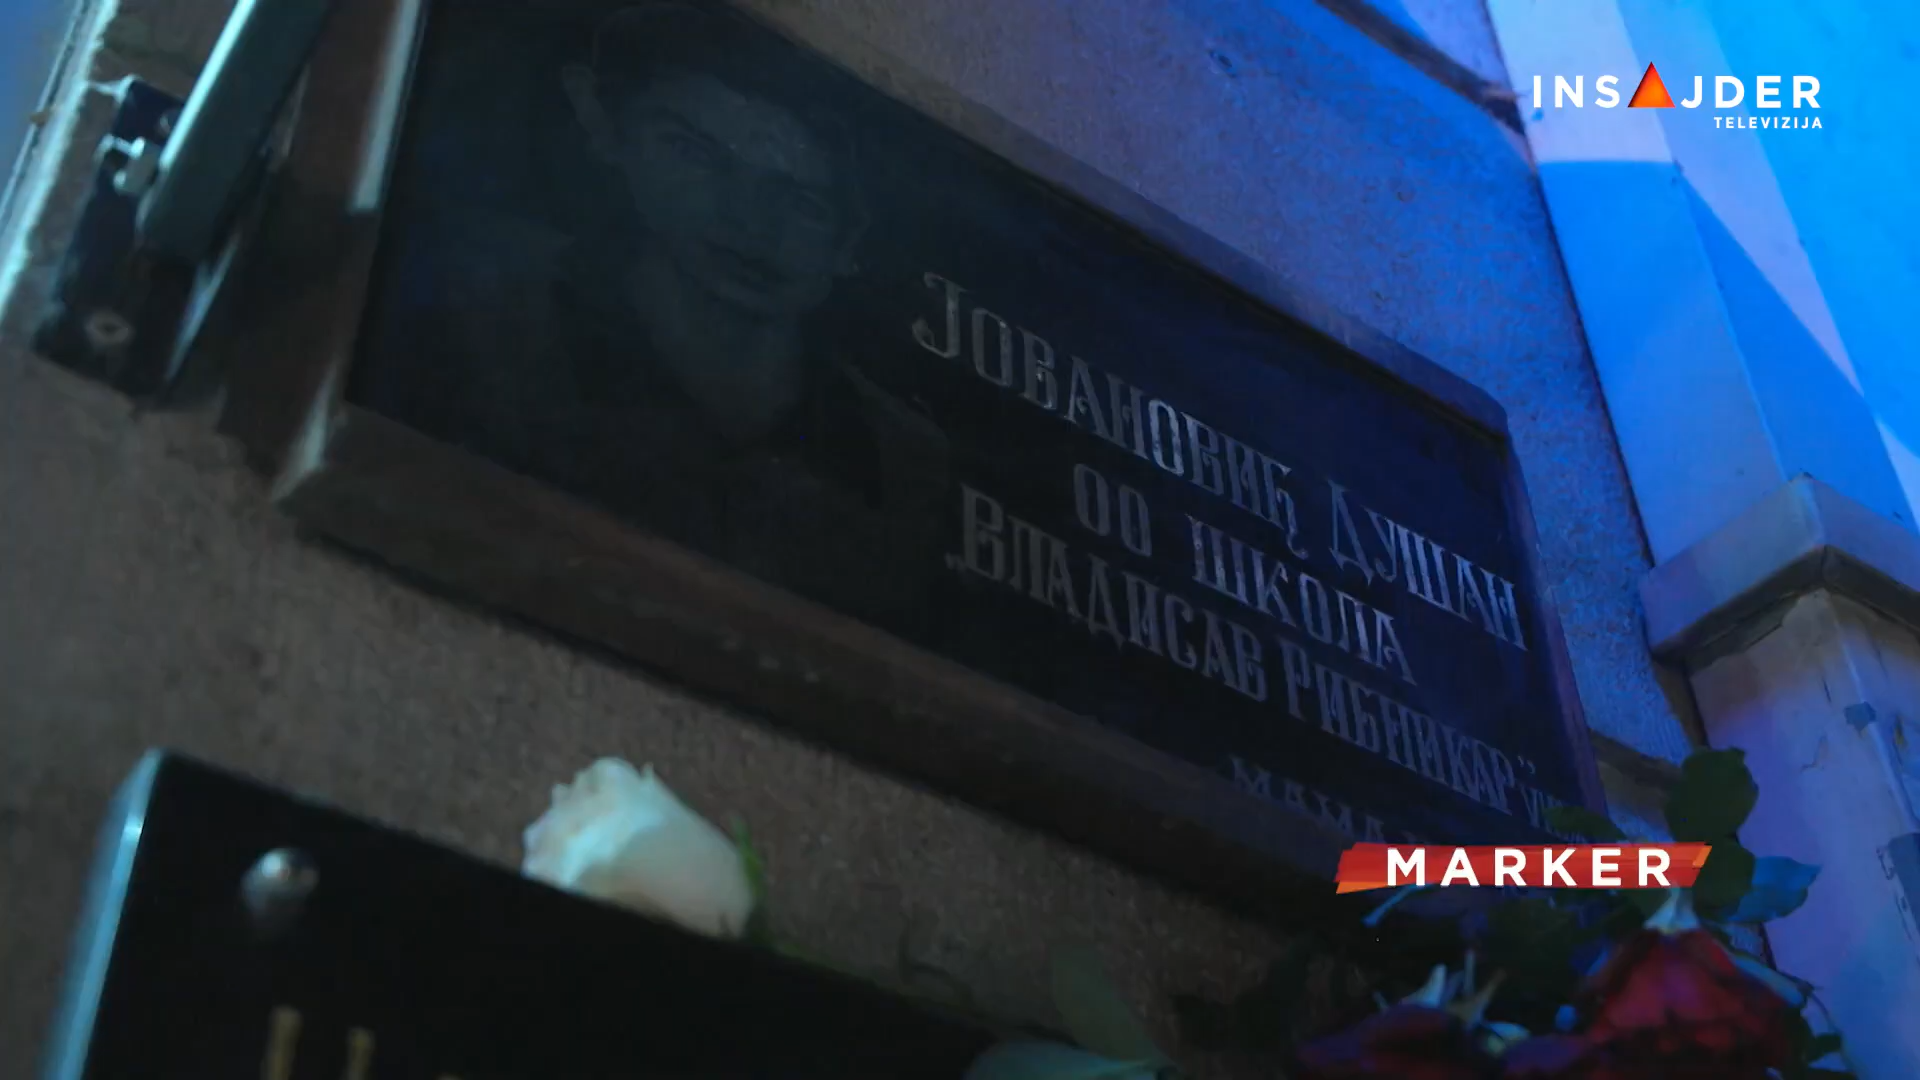 INSAJDER
TELEVIZIJA
ЈОВАНОВИЋ ДУШАН
ОО ШКОЛА
„ВЛАДИСАВ РИБНИКАР”
MARKER